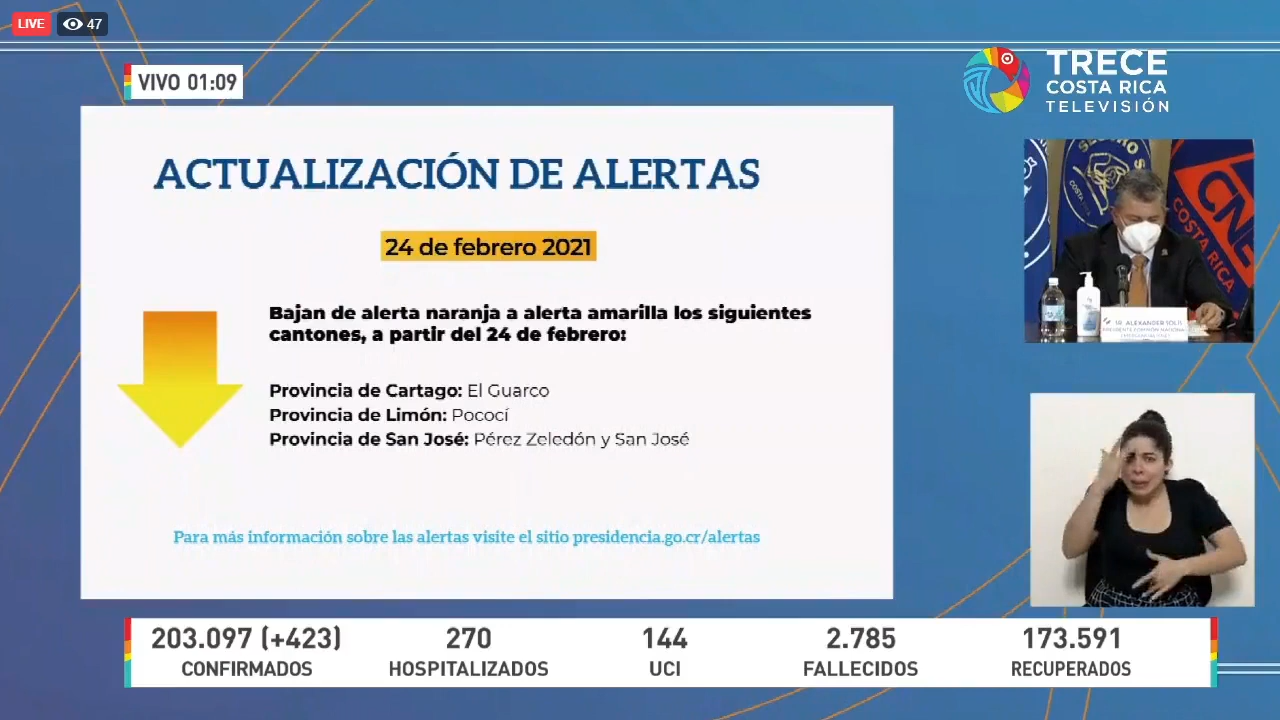 LIVE 47
VIVO 01:09
TRECE
COSTA RICA
TELEVISIÓN
ACTUALIZACIÓN DE ALERTAS
24 de febrero 2021
Bajan de alerta naranja a alerta amarilla los siguientes
cantones, a partir del 24 de febrero:
Provincia de Cartago: El Guarco
Provincia de Limón: Pococí
Provincia de San José: Pérez Zeledón y San José
Para más información sobre las alertas visite el sitio presidencia.go.cr/alertas
CNE
COSTA RICA
ALEXANDER SOLÍS
203.097 (+423) 270 144 2.785 173.591
CONFIRMADOS HOSPITALIZADOS UCI FALLECIDOS RECUPERADOS